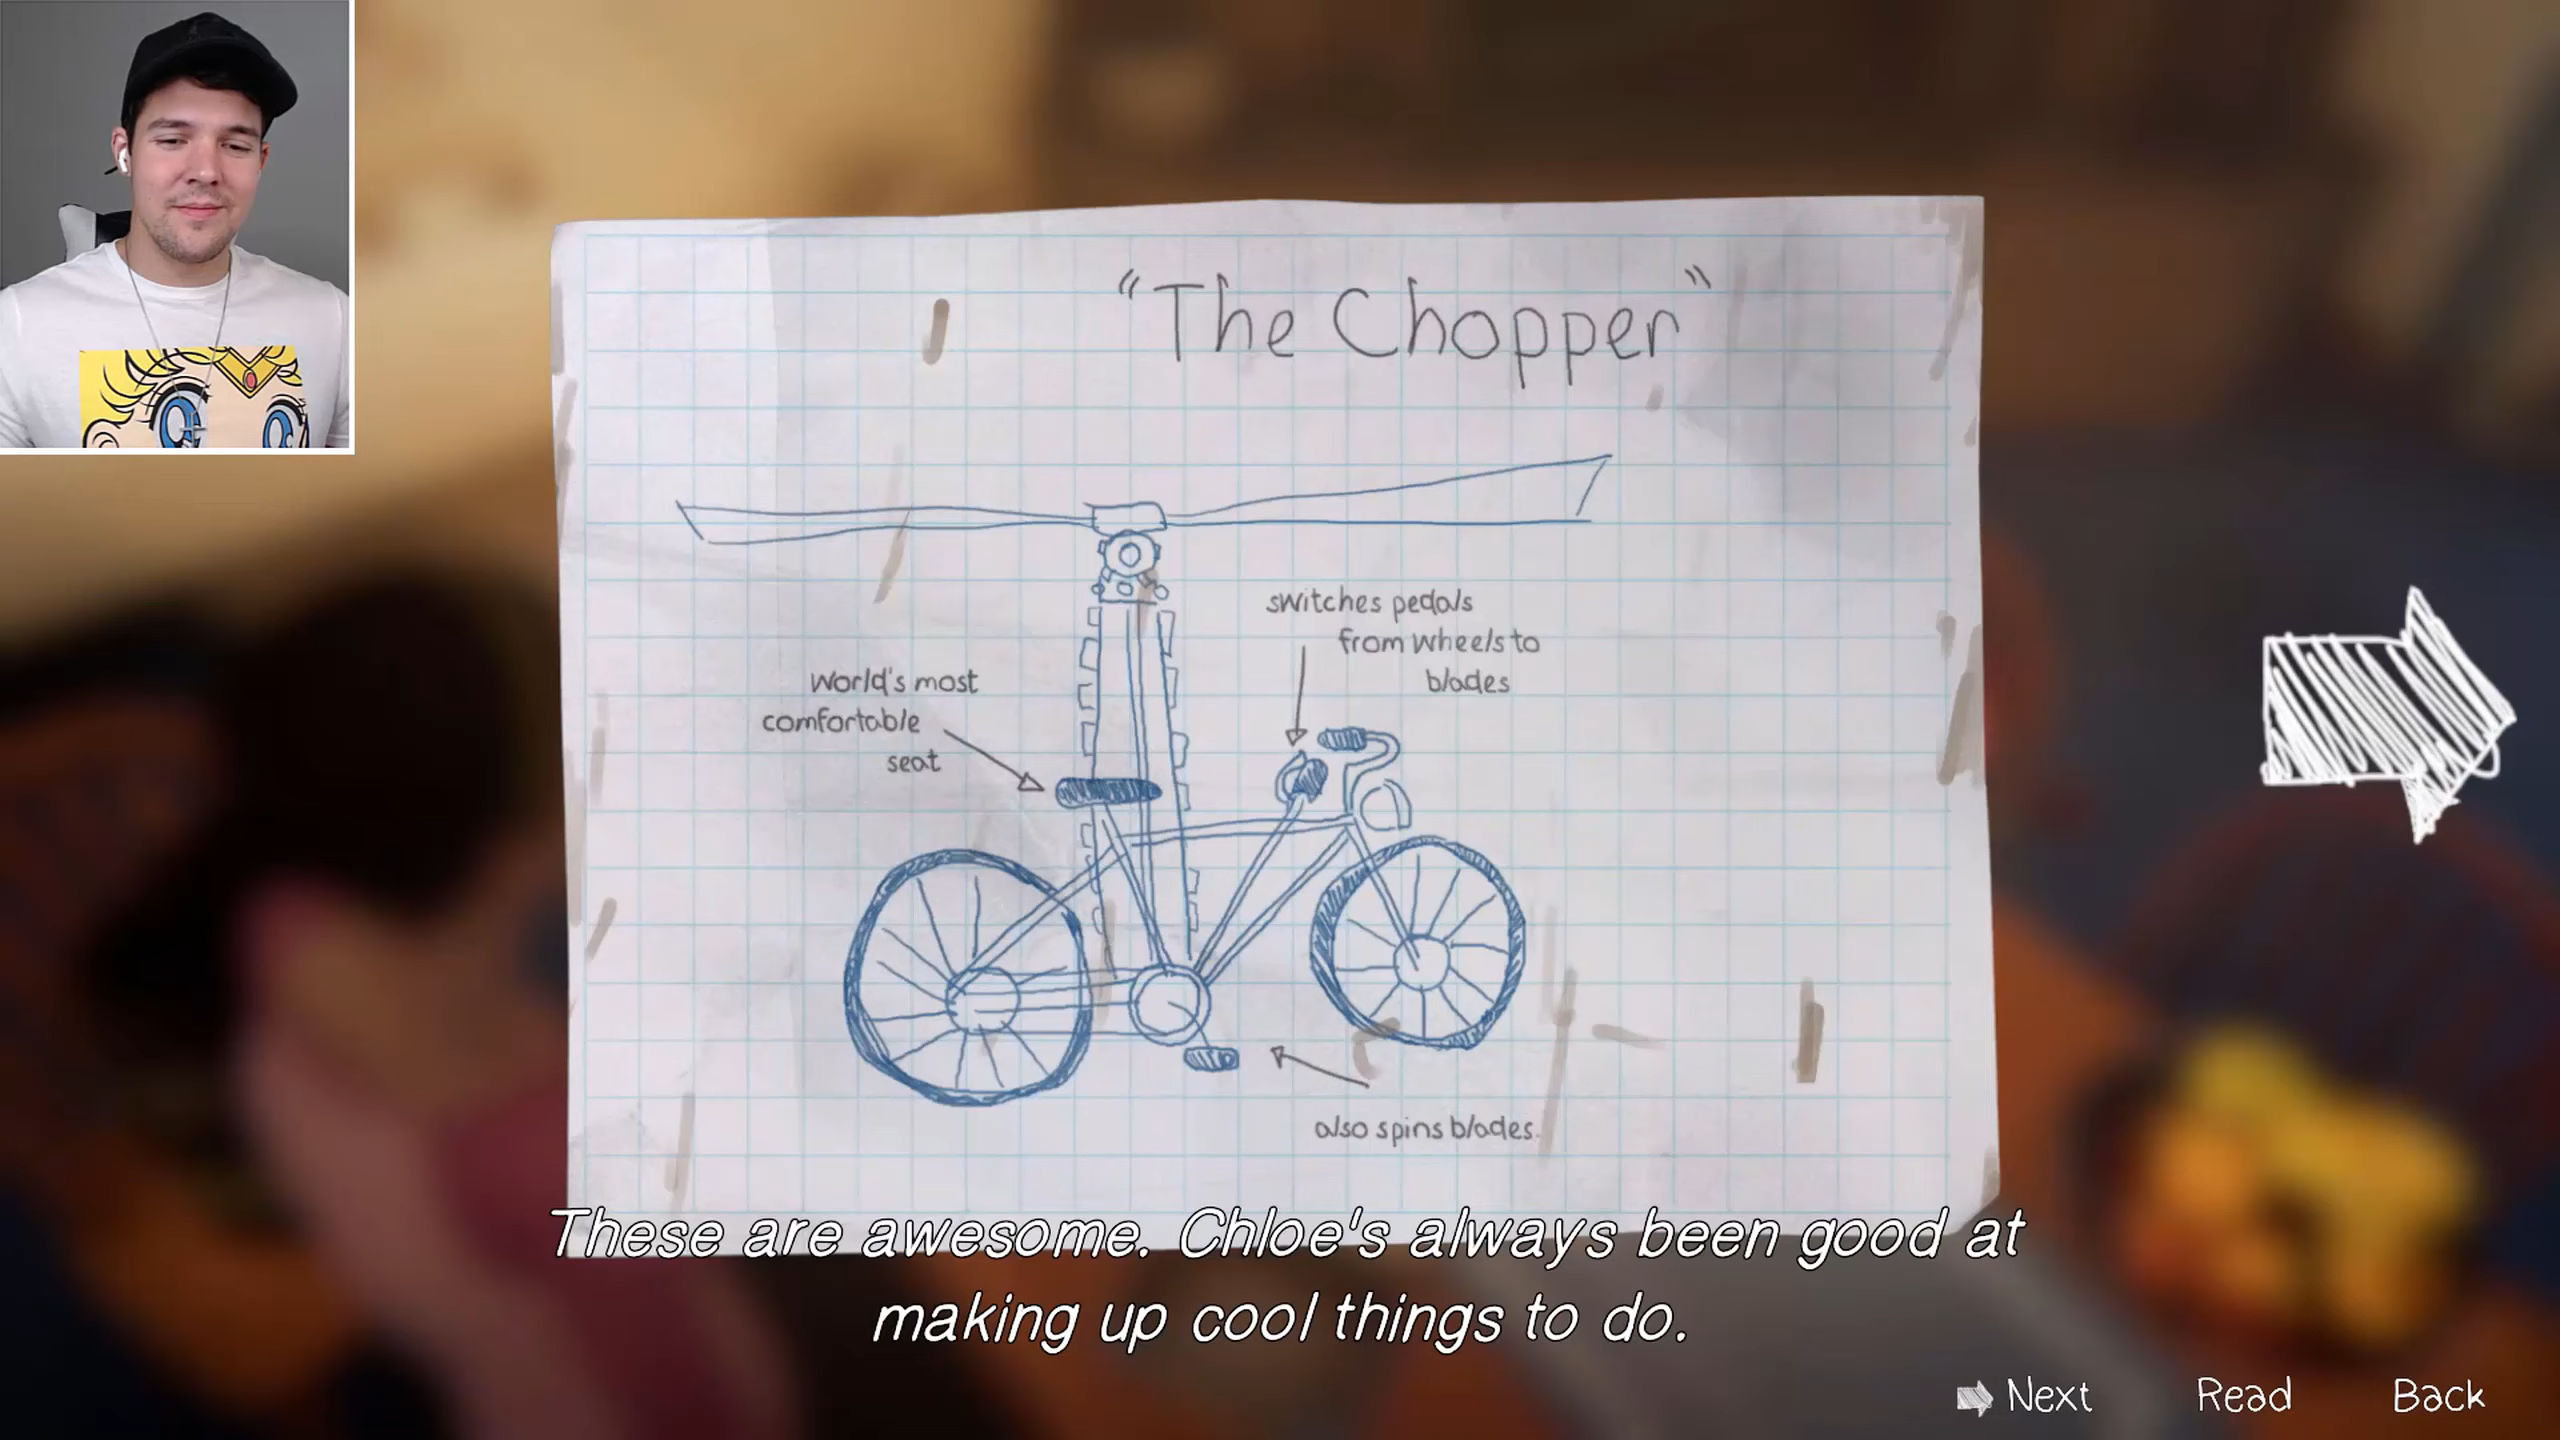 "The Chopper"
switches pedals
from wheels to
blades
World's most
comfortable
seat
also spins blades.
These are awesome. Chloe's always been good at
making up cool things to do.
Next
Read
Back